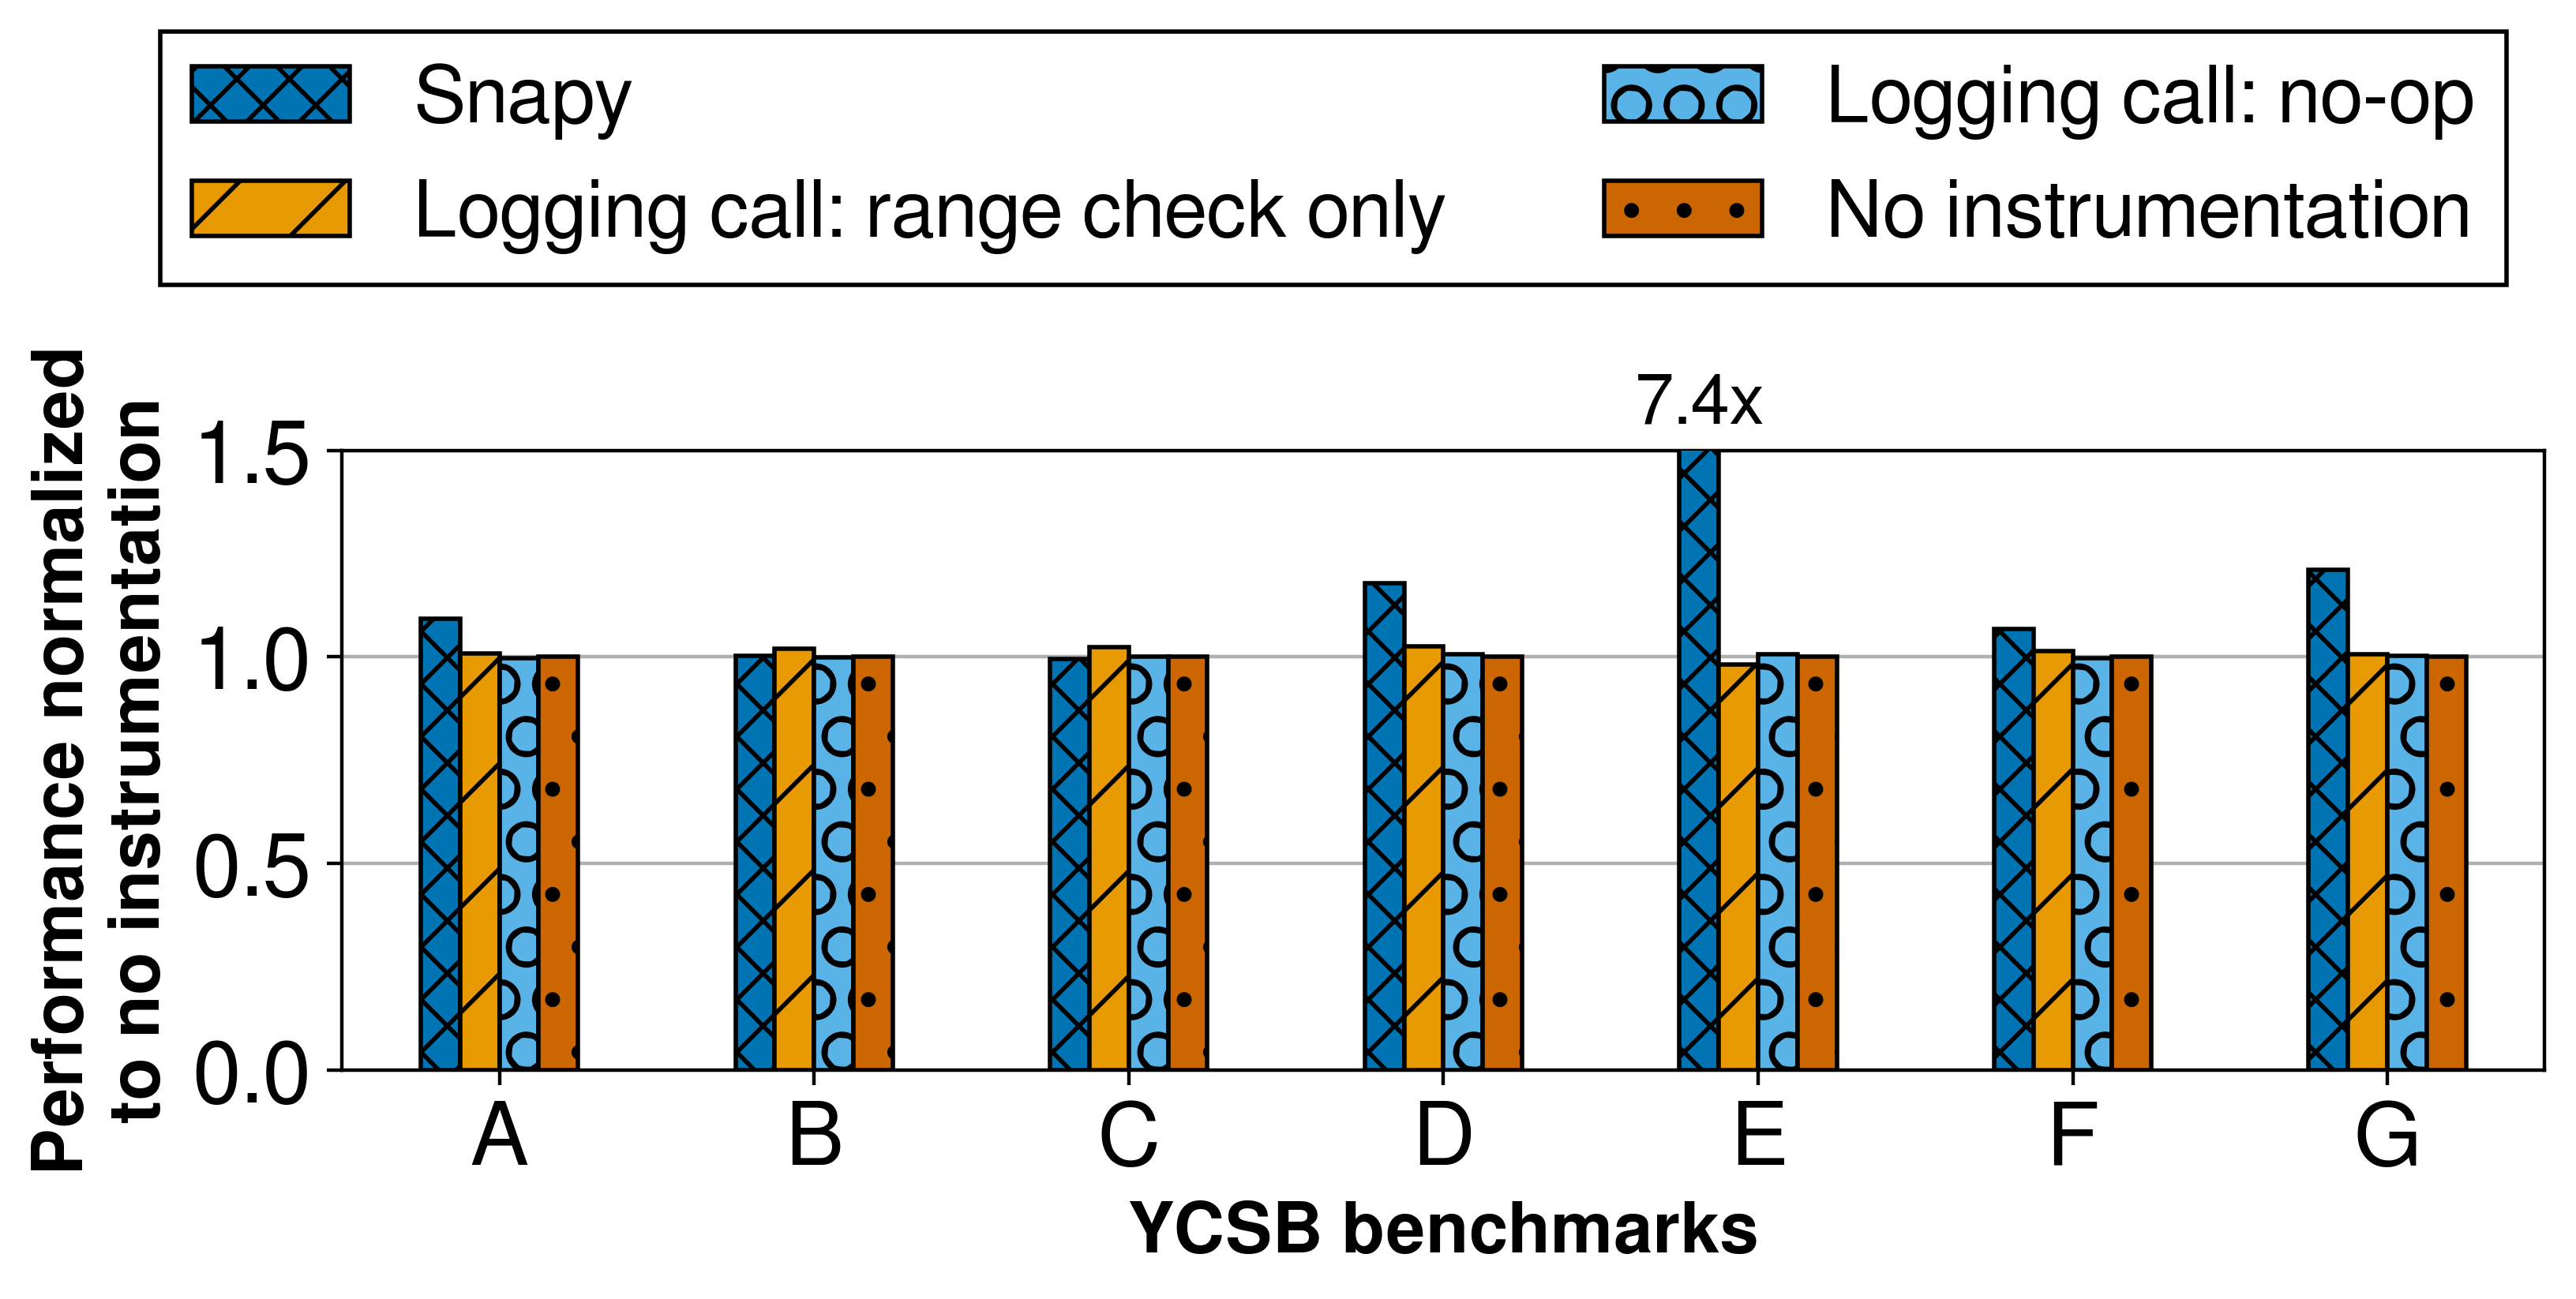 Snapy
Logging call: range check only
Logging call: no-op
No instrumentation
Performance normalized
to no instrumentation
7.4x
1.5
1.0
0.5
0.0
A B C D E F G
YCSB benchmarks